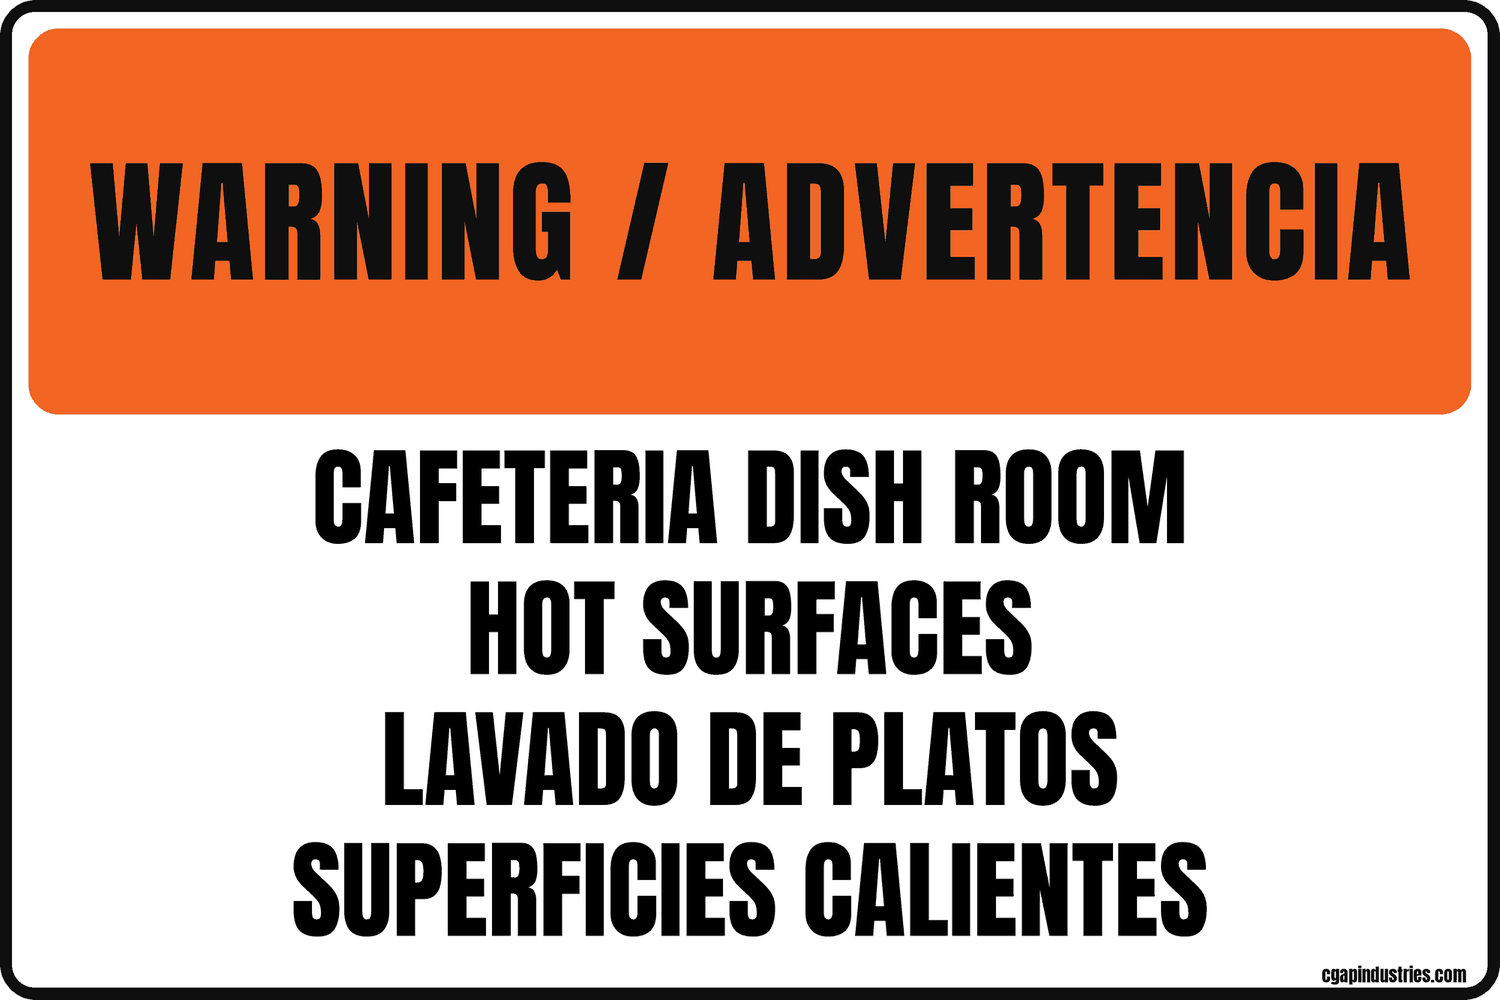 WARNING / ADVERTENCIA
CAFETERIA DISH ROOM
HOT SURFACES
LAVADO DE PLATOS
SUPERFICIES CALIENTES
cgapindustries.com